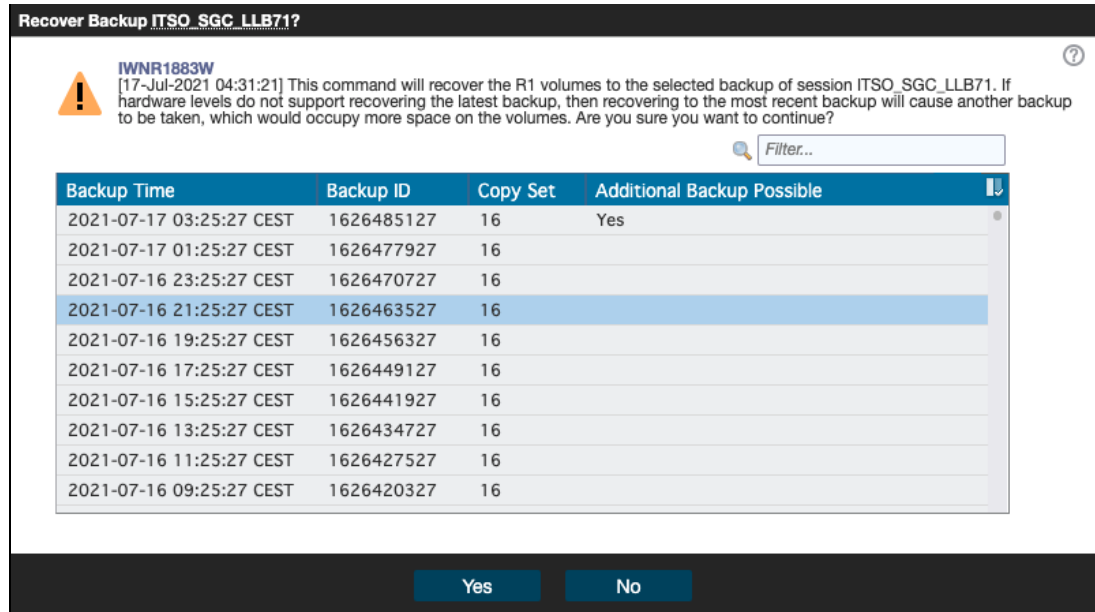 Recover Backup ITSO_SGC_LLB71?
?
IWNR1883W
[17-Jul-2021 04:31:21] This command will recover the R1 volumes to the selected backup of session ITSO_SGC_LLB71. If
hardware levels do not support recovering the latest backup, then recovering to the most recent backup will cause another backup
to be taken, which would occupy more space on the volumes. Are you sure you want to continue?
Filter...
Backup Time Backup ID Copy Set Additional Backup Possible
2021-07-17 03:25:27 CEST 1626485127 16 Yes
2021-07-17 01:25:27 CEST 1626477927 16
2021-07-16 23:25:27 CEST 1626470727 16
2021-07-16 21:25:27 CEST 1626463527 16
2021-07-16 19:25:27 CEST 1626456327 16
2021-07-16 17:25:27 CEST 1626449127 16
2021-07-16 15:25:27 CEST 1626441927 16
2021-07-16 13:25:27 CEST 1626434727 16
2021-07-16 11:25:27 CEST 1626427527 16
2021-07-16 09:25:27 CEST 1626420327 16
Yes No